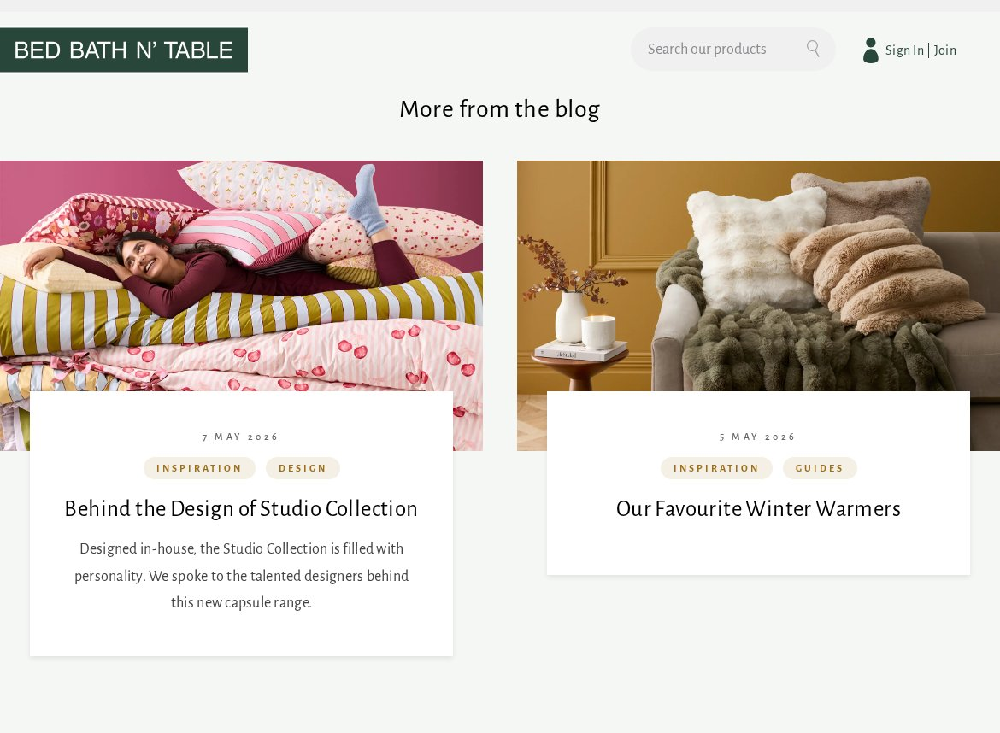 BED BATH N' TABLE
Search our products
Sign In | Join
More from the blog
7 MAY 2026
INSPIRATION DESIGN
Behind the Design of Studio Collection
Designed in-house, the Studio Collection is filled with
personality. We spoke to the talented designers behind
this new capsule range.
5 MAY 2026
INSPIRATION GUIDES
Our Favourite Winter Warmers